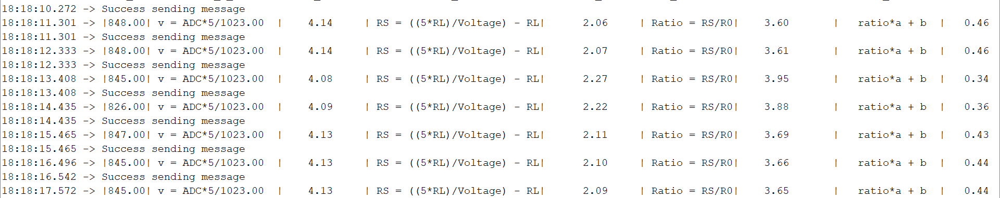 18:18:10.272 -> Success sending message
18:18:11.301 -> |848.00| v = ADC*5/1023.00 | 4.14 | RS = ((5*RL)/Voltage) - RL| 2.06 | Ratio = RS/R0| 3.60 | ratio*a + b | 0.46
18:18:11.301 -> Success sending message
18:18:12.333 -> |848.00| v = ADC*5/1023.00 | 4.14 | RS = ((5*RL)/Voltage) - RL| 2.07 | Ratio = RS/R0| 3.61 | ratio*a + b | 0.46
18:18:12.333 -> Success sending message
18:18:13.408 -> |845.00| v = ADC*5/1023.00 | 4.08 | RS = ((5*RL)/Voltage) - RL| 2.27 | Ratio = RS/R0| 3.95 | ratio*a + b | 0.34
18:18:13.408 -> Success sending message
18:18:14.435 -> |826.00| v = ADC*5/1023.00 | 4.09 | RS = ((5*RL)/Voltage) - RL| 2.22 | Ratio = RS/R0| 3.88 | ratio*a + b | 0.36
18:18:14.435 -> Success sending message
18:18:15.465 -> |847.00| v = ADC*5/1023.00 | 4.13 | RS = ((5*RL)/Voltage) - RL| 2.11 | Ratio = RS/R0| 3.69 | ratio*a + b | 0.43
18:18:15.465 -> Success sending message
18:18:16.496 -> |845.00| v = ADC*5/1023.00 | 4.13 | RS = ((5*RL)/Voltage) - RL| 2.10 | Ratio = RS/R0| 3.66 | ratio*a + b | 0.44
18:18:16.542 -> Success sending message
18:18:17.572 -> |845.00| v = ADC*5/1023.00 | 4.13 | RS = ((5*RL)/Voltage) - RL| 2.09 | Ratio = RS/R0| 3.65 | ratio*a + b | 0.44